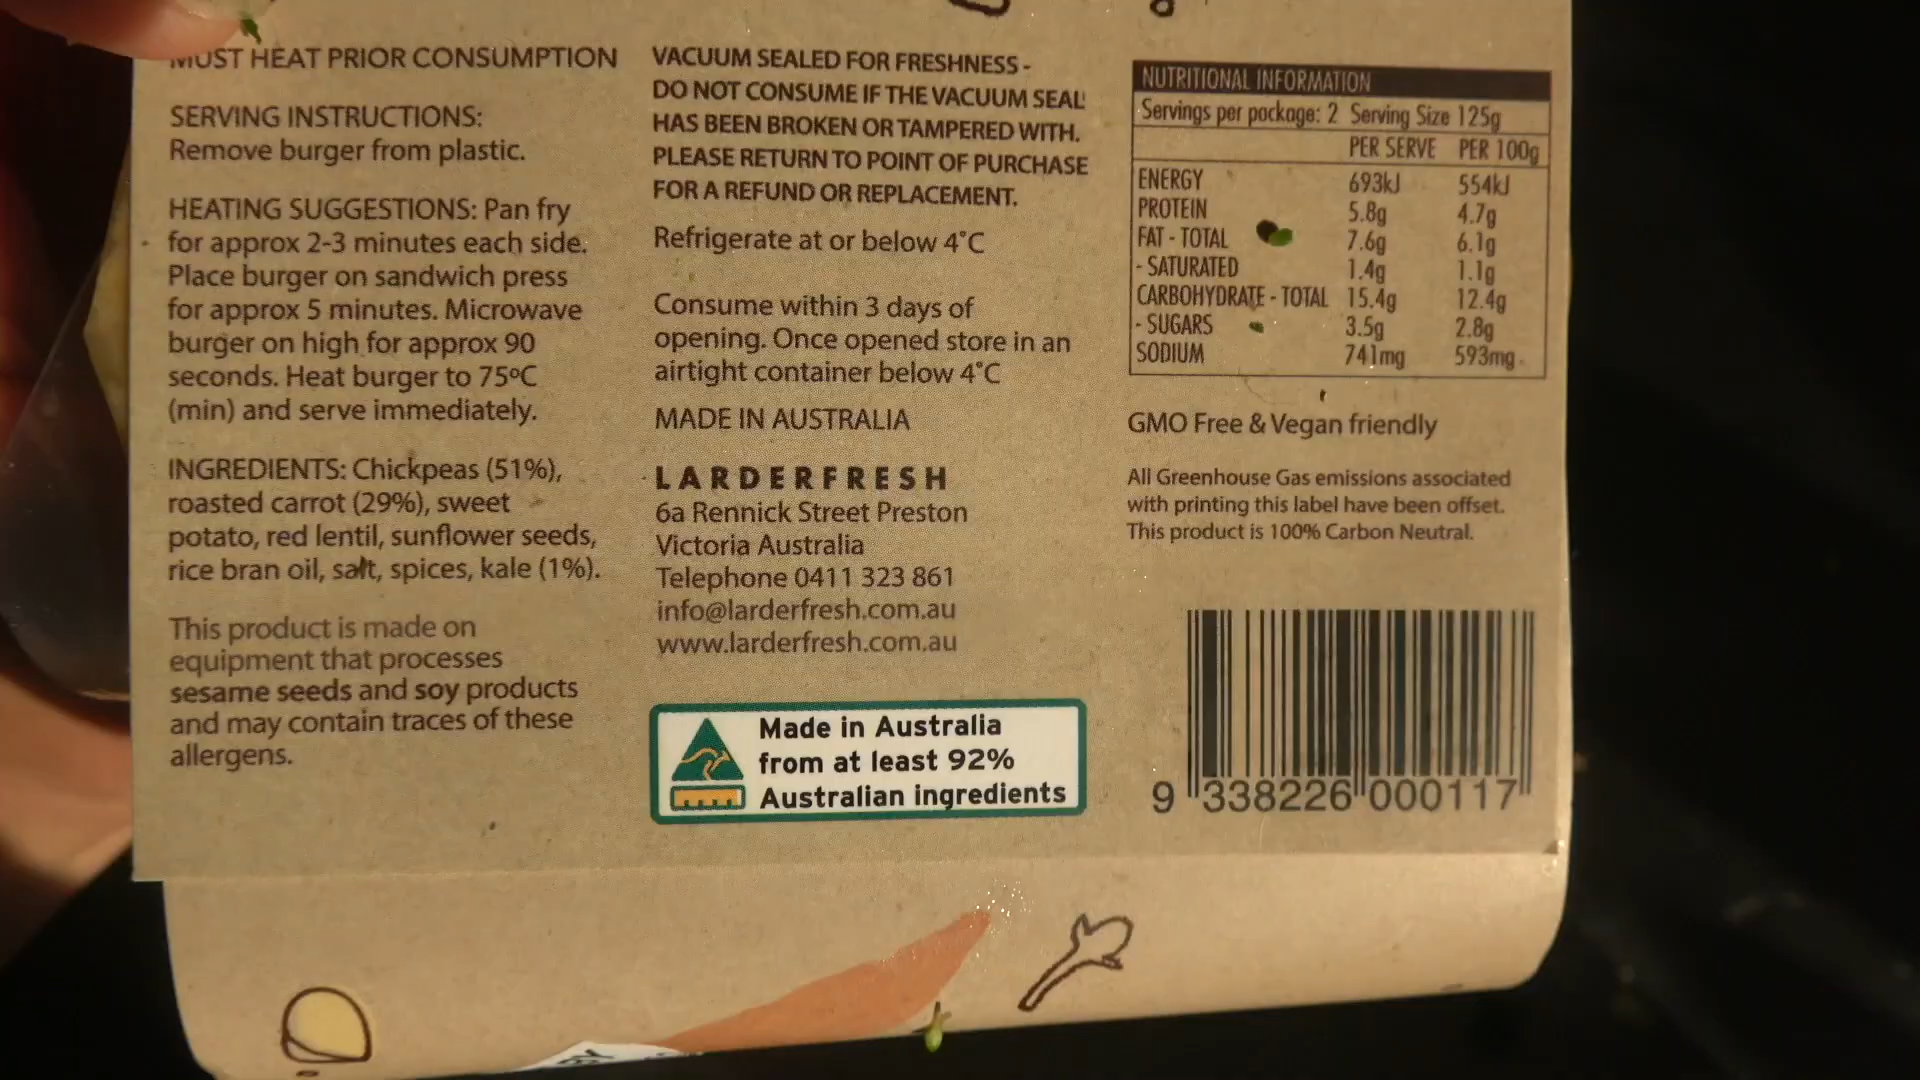 MUST HEAT PRIOR CONSUMPTION
SERVING INSTRUCTIONS:
Remove burger from plastic.
HEATING SUGGESTIONS: Pan fry
for approx 2-3 minutes each side.
Place burger on sandwich press
for approx 5 minutes. Microwave
burger on high for approx 90
seconds. Heat burger to 75ºC
(min) and serve immediately.
INGREDIENTS: Chickpeas (51%),
roasted carrot (29%), sweet
potato, red lentil, sunflower seeds,
rice bran oil, salt, spices, kale (1%).
This product is made on
equipment that processes
sesame seeds and soy products
and may contain traces of these
allergens.
VACUUM SEALED FOR FRESHNESS -
DO NOT CONSUME IF THE VACUUM SEAL
HAS BEEN BROKEN OR TAMPERED WITH.
PLEASE RETURN TO POINT OF PURCHASE
FOR A REFUND OR REPLACEMENT.
Refrigerate at or below 4°C
Consume within 3 days of
opening. Once opened store in an
airtight container below 4°C
MADE IN AUSTRALIA
LARDERFRESH
6a Rennick Street Preston
Victoria Australia
Telephone 0411 323 861
info@larderfresh.com.au
www.larderfresh.com.au
Made in Australia
from at least 92%
Australian ingredients
NUTRITIONAL INFORMATION
Servings per package: 2 Serving Size 125g
PER SERVE PER 100g
ENERGY 693kJ 554kJ
PROTEIN 5.8g 4.7g
FAT - TOTAL 7.6g 6.1g
- SATURATED 1.4g 1.1g
CARBOHYDRATE - TOTAL 15.4g 12.4g
- SUGARS 3.5g 2.8g
SODIUM 741mg 593mg
GMO Free & Vegan friendly
All Greenhouse Gas emissions associated
with printing this label have been offset.
This product is 100% Carbon Neutral.
9 338226 000117